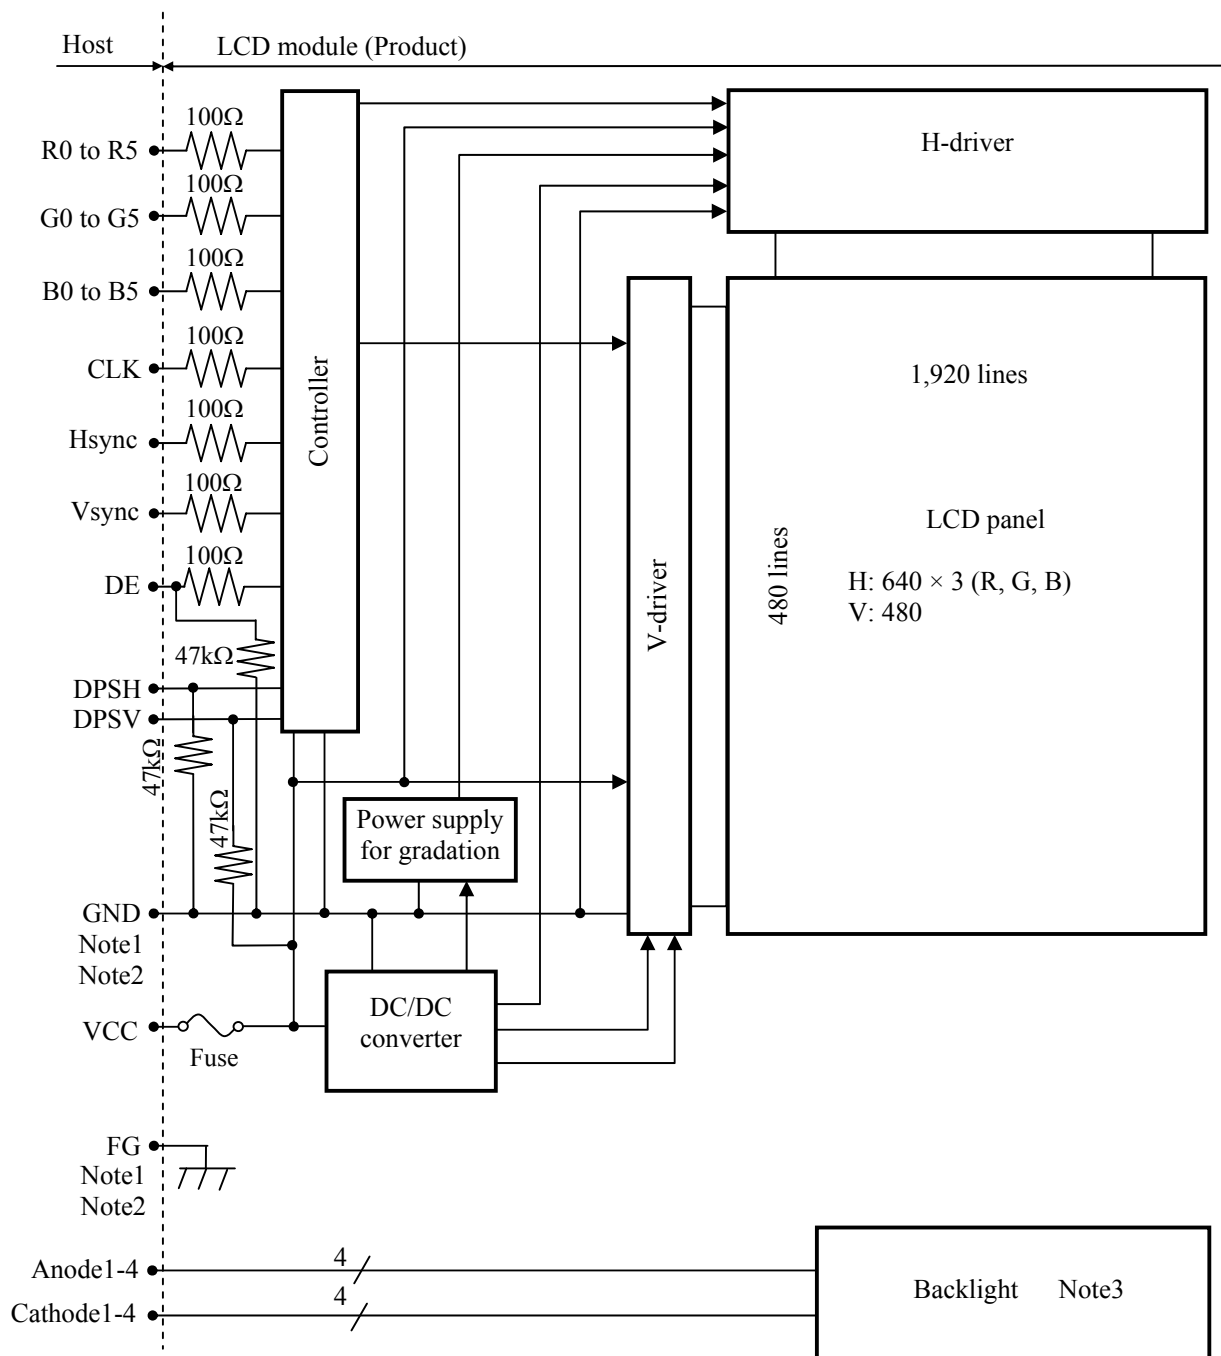 Host
LCD module (Product)
100Ω
R0 to R5
H-driver
100Ω
G0 to G5
100Ω
B0 to B5
100Ω
CLK
Controller
1,920 lines
100Ω
Hsync
100Ω
Vsync
LCD panel
100Ω
DE
480 lines
H: 640 × 3 (R, G, B)
V: 480
V-driver
47kΩ
DPSH
DPSV
47kΩ
47kΩ
Power supply
for gradation
GND
Note1
Note2
DC/DC
converter
VCC
Fuse
FG
Note1
Note2
Anode1-4
4
Cathode1-4
4
Backlight Note3